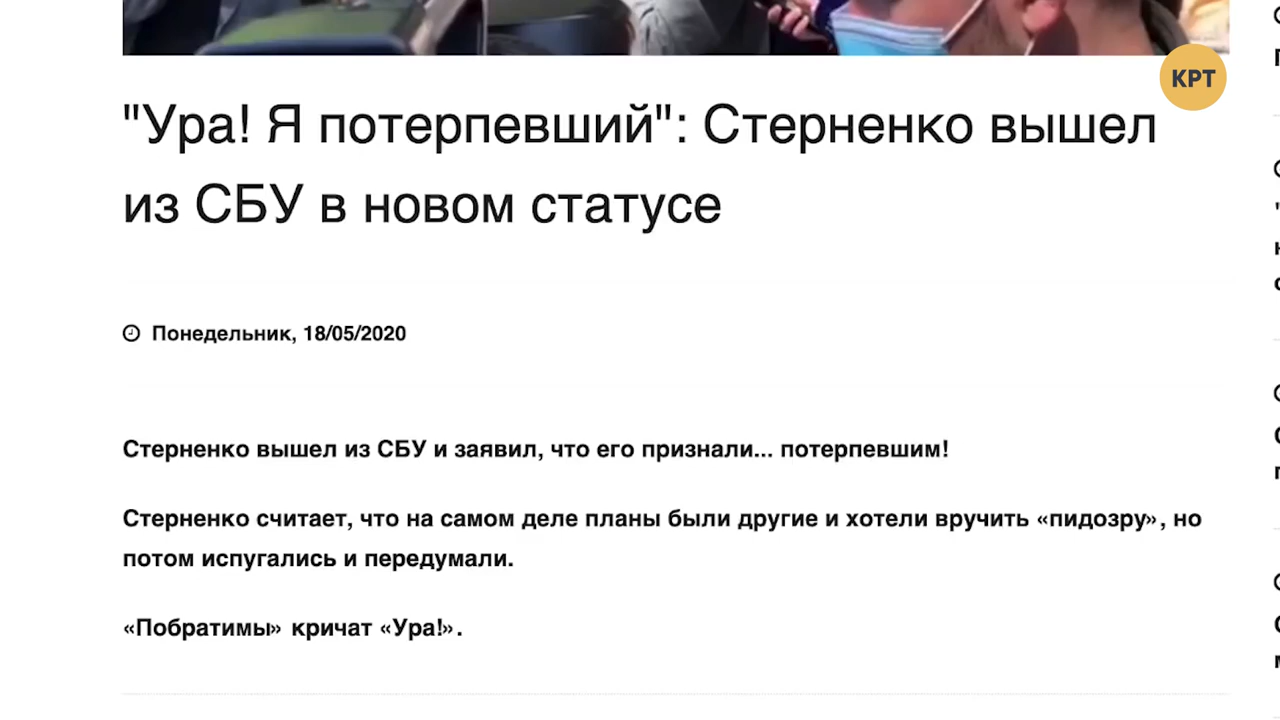 КРТ
"Ура! Я потерпевший": Стерненко вышел
из СБУ в новом статусе
Понедельник, 18/05/2020
Стерненко вышел из СБУ и заявил, что его признали... потерпевшим!
Стерненко считает, что на самом деле планы были другие и хотели вручить «пидозру», но
потом испугались и передумали.
«Побратимы» кричат «Ура!».